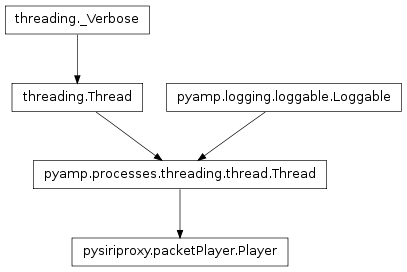 threading._Verbose
threading.Thread
pyamp.logging.loggable.Loggable
pyamp.processes.threading.thread.Thread
pysiriproxy.packetPlayer.Player